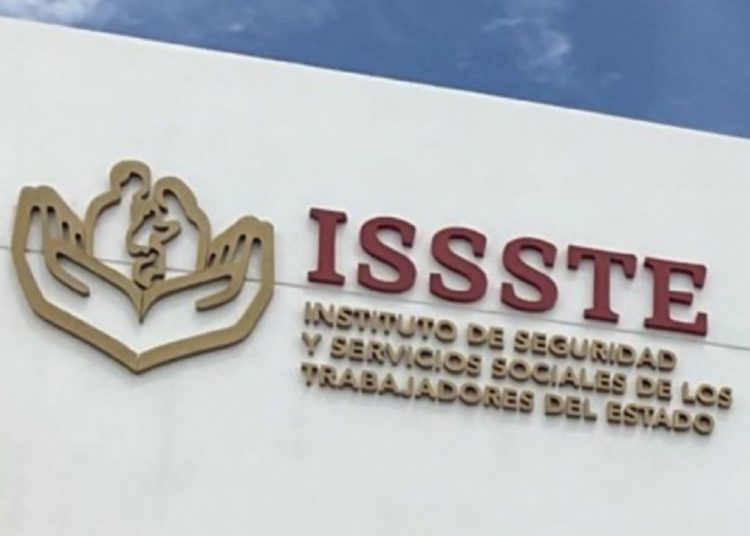 ISSSTE
INSTITUTO DE SEGURIDAD
Y SERVICIOS SOCIALES DE LOS
TRABAJADORES DEL ESTADO